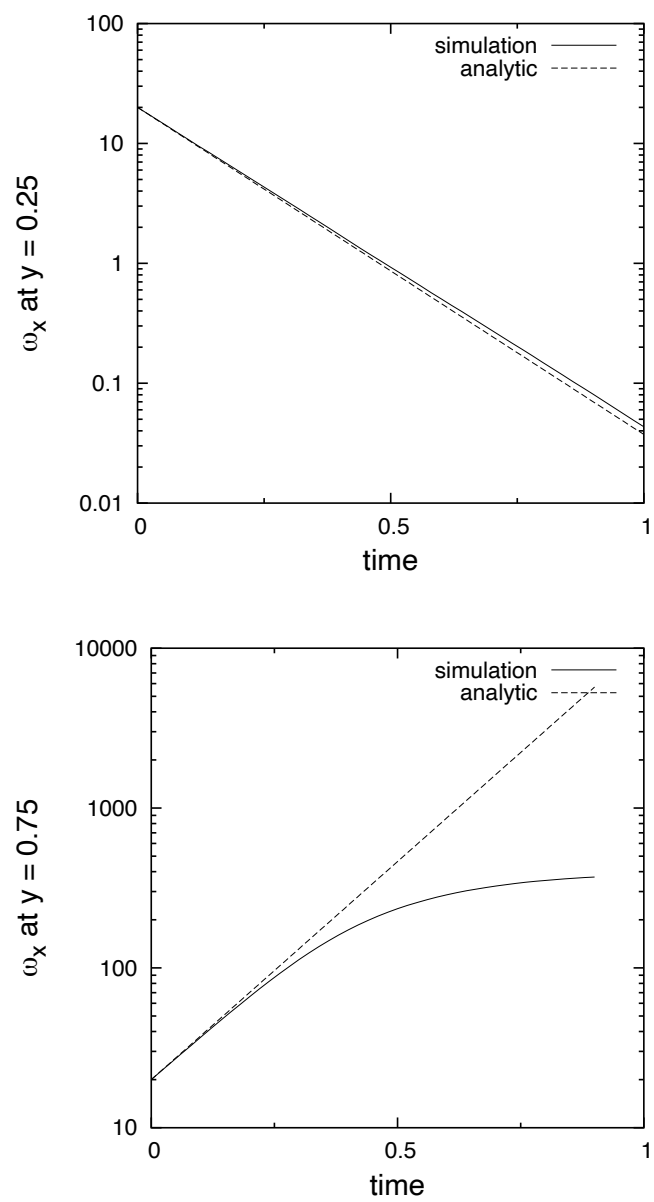 100
10
1
0.1
0.01
ωx at y = 0.25
simulation
analytic
0
0.5
1
time
10000
1000
100
10
ωx at y = 0.75
simulation
analytic
0
0.5
1
time